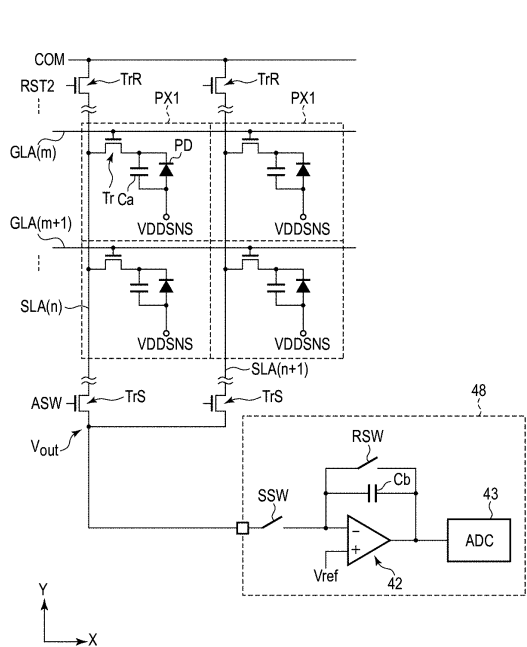 COM
RST2 TrR TrR
PX1 PX1
GLA(m)
PD
Tr Ca
VDDSNS VDDSNS
GLA(m+1)
SLA(n)
VDDSNS VDDSNS
SLA(n+1)
ASW TrS TrS
48
Vout
RSW
Cb
SSW
43
ADC
−
+
Vref
42
Y
X